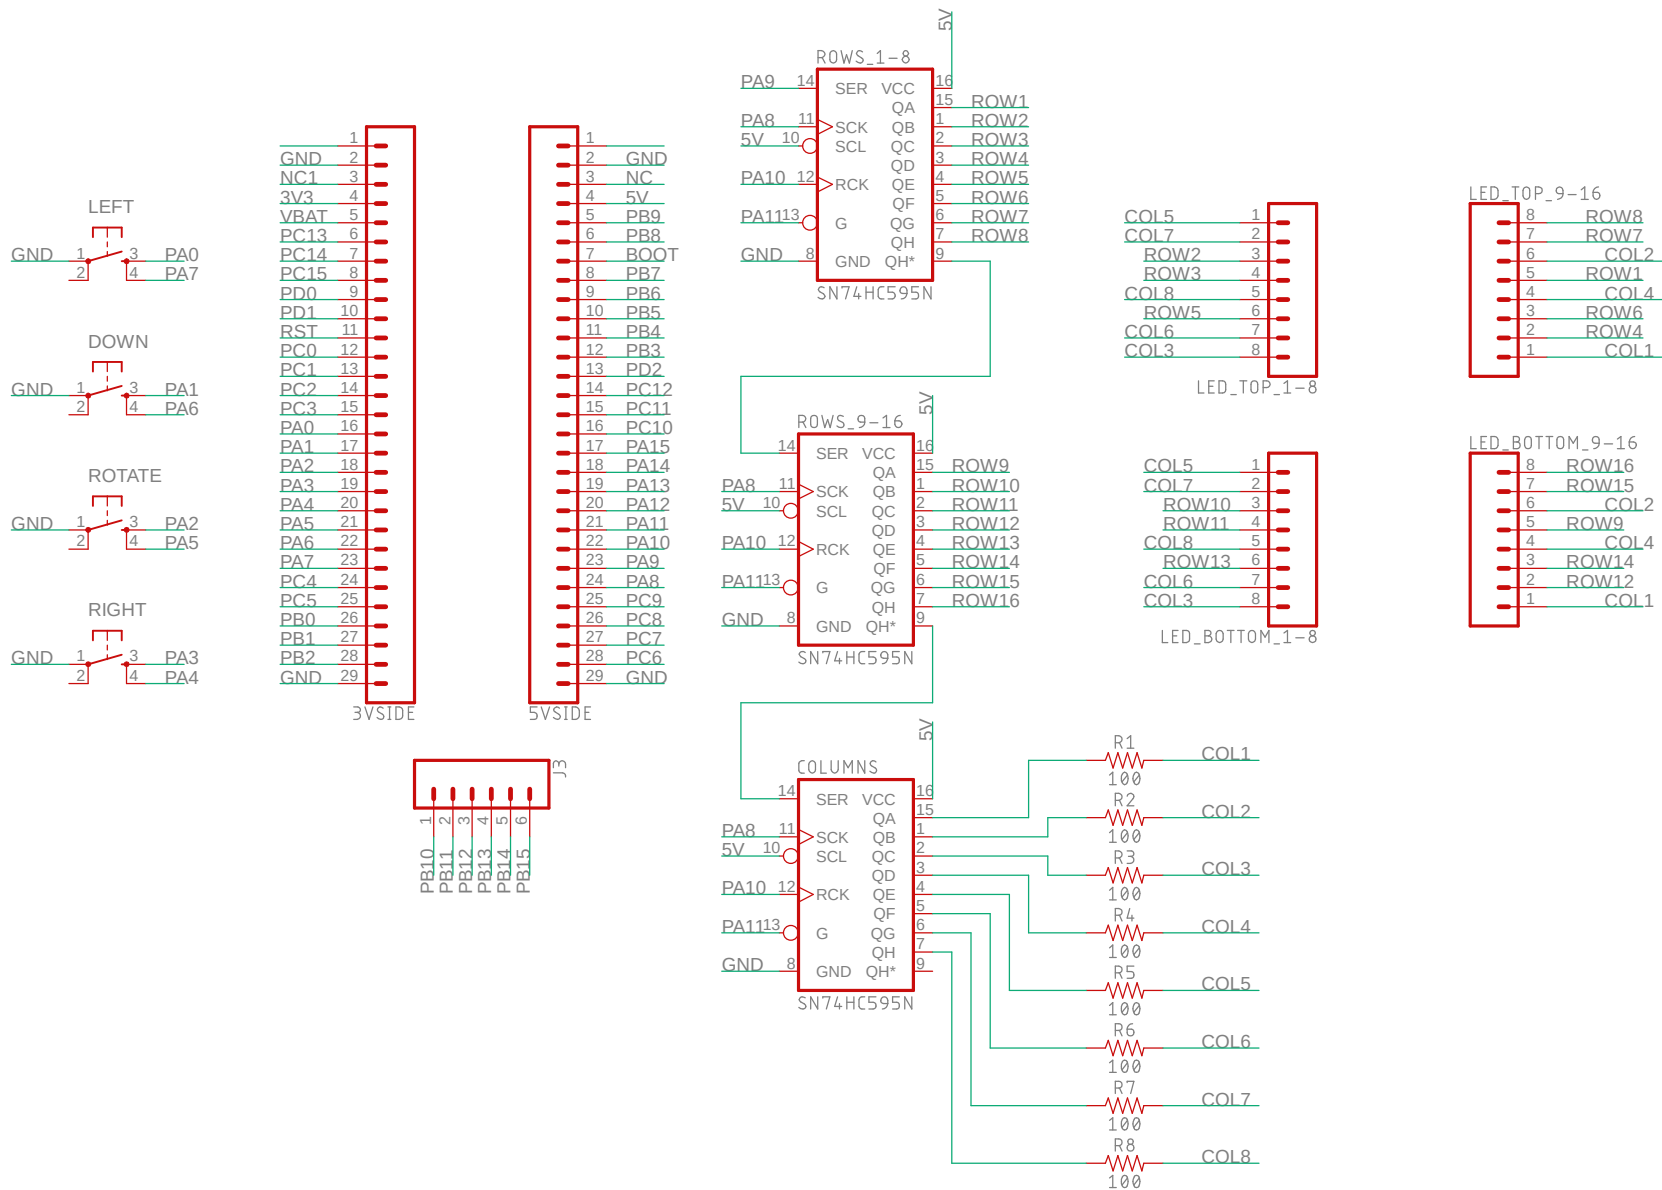 LEFT
GND 1 3 PA0
2 4 PA7
DOWN
GND 1 3 PA1
2 4 PA6
ROTATE
GND 1 3 PA2
2 4 PA5
RIGHT
GND 1 3 PA3
2 4 PA4
1
GND 2
NC1 3
3V3 4
VBAT 5
PC13 6
PC14 7
PC15 8
PD0 9
PD1 10
RST 11
PC0 12
PC1 13
PC2 14
PC3 15
PA0 16
PA1 17
PA2 18
PA3 19
PA4 20
PA5 21
PA6 22
PA7 23
PC4 24
PC5 25
PB0 26
PB1 27
PB2 28
GND 29
3VSIDE
1
2 GND
3 NC
4 5V
5 PB9
6 PB8
7 BOOT
8 PB7
9 PB6
10 PB5
11 PB4
12 PB3
13 PD2
14 PC12
15 PC11
16 PC10
17 PA15
18 PA14
19 PA13
20 PA12
21 PA11
22 PA10
23 PA9
24 PA8
25 PC9
26 PC8
27 PC7
28 PC6
29 GND
5VSIDE
J3
1 2 3 4 5 6
PB10 PB11 PB12 PB13 PB14 PB15
5V
ROWS_1-8
PA9 14 SER VCC 16
QA 15 ROW1
PA8 11 SCK QB 1 ROW2
5V 10 SCL QC 2 ROW3
QD 3 ROW4
PA10 12 RCK QE 4 ROW5
QF 5 ROW6
PA11 13 G QG 6 ROW7
QH 7 ROW8
GND 8 GND QH* 9
SN74HC595N
5V
ROWS_9-16
14 SER VCC 16
QA 15 ROW9
PA8 11 SCK QB 1 ROW10
5V 10 SCL QC 2 ROW11
QD 3 ROW12
PA10 12 RCK QE 4 ROW13
QF 5 ROW14
PA11 13 G QG 6 ROW15
QH 7 ROW16
GND 8 GND QH* 9
SN74HC595N
5V
COLUMNS
14 SER VCC 16
QA 15
PA8 11 SCK QB 1
5V 10 SCL QC 2
QD 3
PA10 12 RCK QE 4
QF 5
PA11 13 G QG 6
QH 7
GND 8 GND QH* 9
SN74HC595N
R1 COL1
100
R2 COL2
100
R3 COL3
100
R4 COL4
100
R5 COL5
100
R6 COL6
100
R7 COL7
100
R8 COL8
100
COL5 1
COL7 2
ROW2 3
ROW3 4
COL8 5
ROW5 6
COL6 7
COL3 8
LED_TOP_1-8
LED_TOP_9-16
8 ROW8
7 ROW7
6 COL2
5 ROW1
4 COL4
3 ROW6
2 ROW4
1 COL1
COL5 1
COL7 2
ROW10 3
ROW11 4
COL8 5
ROW13 6
COL6 7
COL3 8
LED_BOTTOM_1-8
LED_BOTTOM_9-16
8 ROW16
7 ROW15
6 COL2
5 ROW9
4 COL4
3 ROW14
2 ROW12
1 COL1